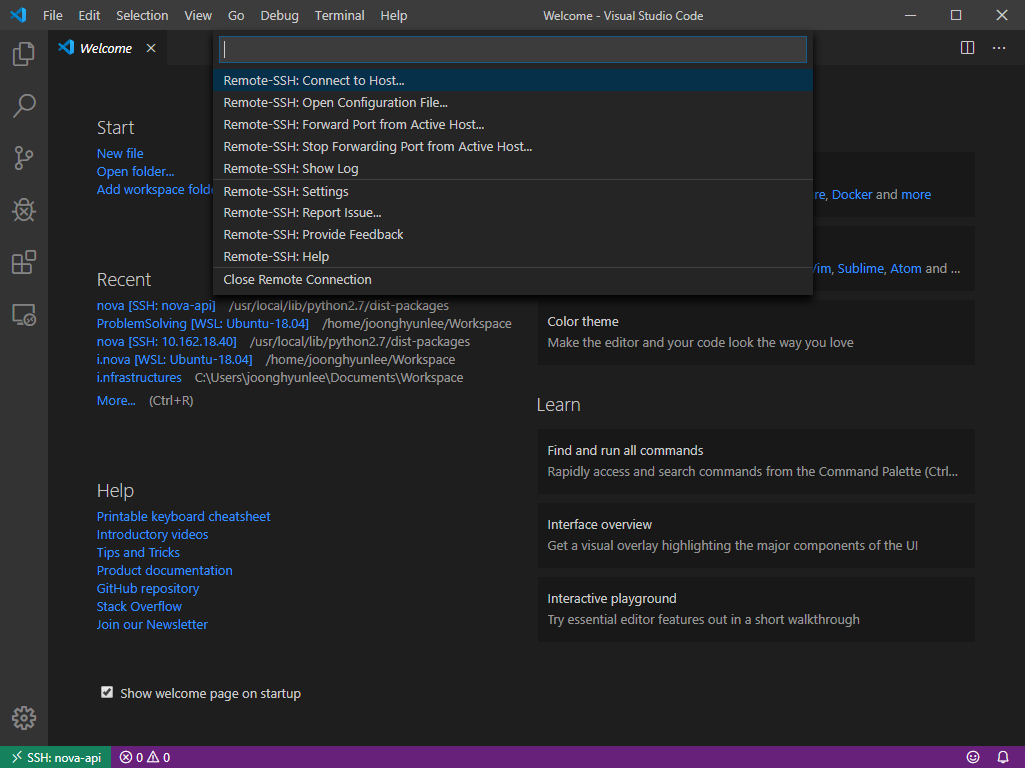 File Edit Selection View Go Debug Terminal Help Welcome - Visual Studio Code
Welcome
Remote-SSH: Connect to Host...
Remote-SSH: Open Configuration File...
Remote-SSH: Forward Port from Active Host...
Remote-SSH: Stop Forwarding Port from Active Host...
Remote-SSH: Show Log
Remote-SSH: Settings
Remote-SSH: Report Issue...
Remote-SSH: Provide Feedback
Remote-SSH: Help
Close Remote Connection
Start
New file
Open folder...
Add workspace
Recent
nova [SSH: nova-api] /usr/local/lib/python2.7/dist-packages
ProblemSolving [WSL: Ubuntu-18.04] /home/joonghyunlee/Workspace
nova [SSH: 10.162.18.40] /usr/local/lib/python2.7/dist-packages
i.nova [WSL: Ubuntu-18.04] /home/joonghyunlee/Workspace
i.nfrastructures C:\Users\joonghyunlee\Documents\Workspace
More... (Ctrl+R)
Help
Printable keyboard cheatsheet
Introductory videos
Tips and Tricks
Product documentation
GitHub repository
Stack Overflow
Join our Newsletter
Show welcome page on startup
re, Docker and more
Vim, Sublime, Atom and ...
Color theme
Make the editor and your code look the way you love
Learn
Find and run all commands
Rapidly access and search commands from the Command Palette (Ctrl...
Interface overview
Get a visual overlay highlighting the major components of the UI
Interactive playground
Try essential editor features out in a short walkthrough
SSH: nova-api 0 0